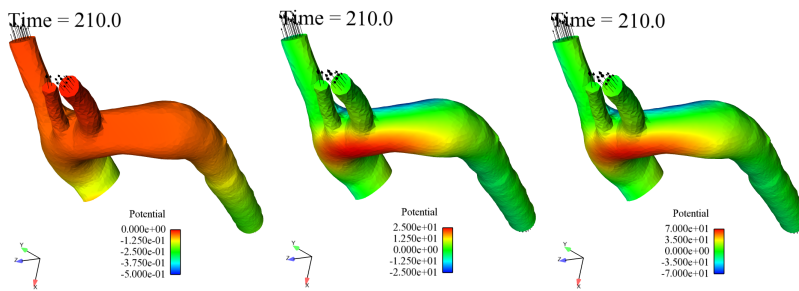 Time = 210.0
Potential
0.000e+00
-1.250e-01
-2.500e-01
-3.750e-01
-5.000e-01
Y
Z
X
Time = 210.0
Potential
2.500e+01
1.250e+01
0.000e+00
-1.250e+01
-2.500e+01
Y
Z
X
Time = 210.0
Potential
7.000e+01
3.500e+01
0.000e+00
-3.500e+01
-7.000e+01
Y
Z
X